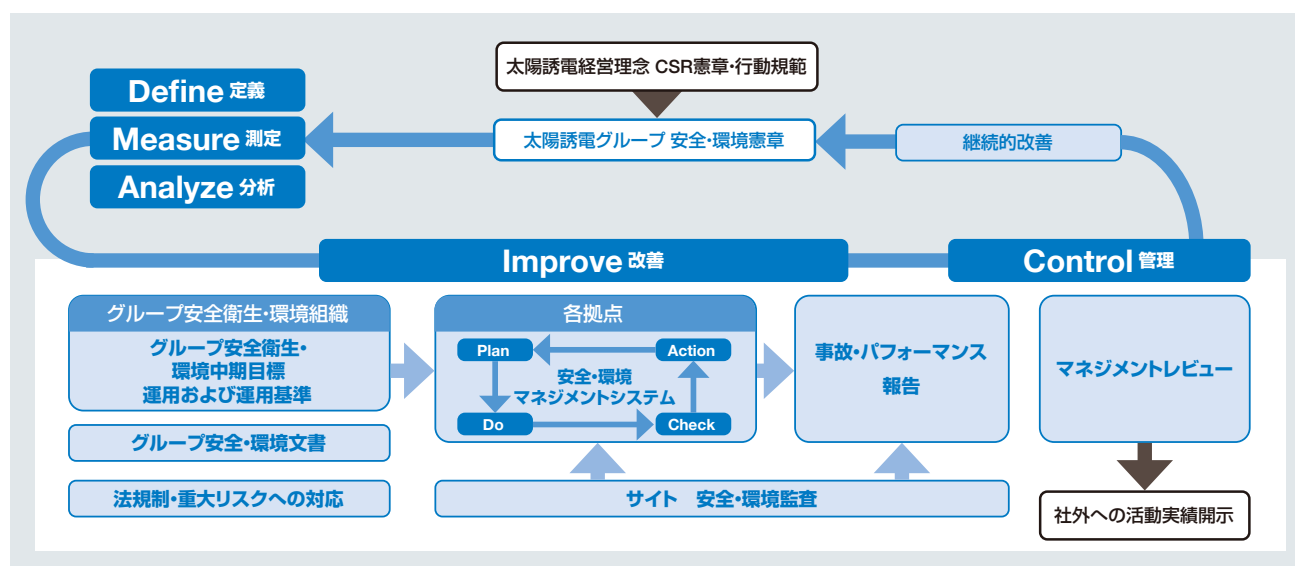 太陽誘電経営理念 CSR憲章・行動規範
Define 定義
Measure 測定
Analyze 分析
太陽誘電グループ 安全・環境憲章
継続的改善
Improve 改善
Control 管理
グループ安全衛生・環境組織
グループ安全衛生・
環境中期目標
運用および運用基準
グループ安全・環境文書
法規制・重大リスクへの対応
各拠点
Plan
Action
安全・環境
マネジメントシステム
Do
Check
事故・パフォーマンス
報告
マネジメントレビュー
サイト　安全・環境監査
社外への活動実績開示